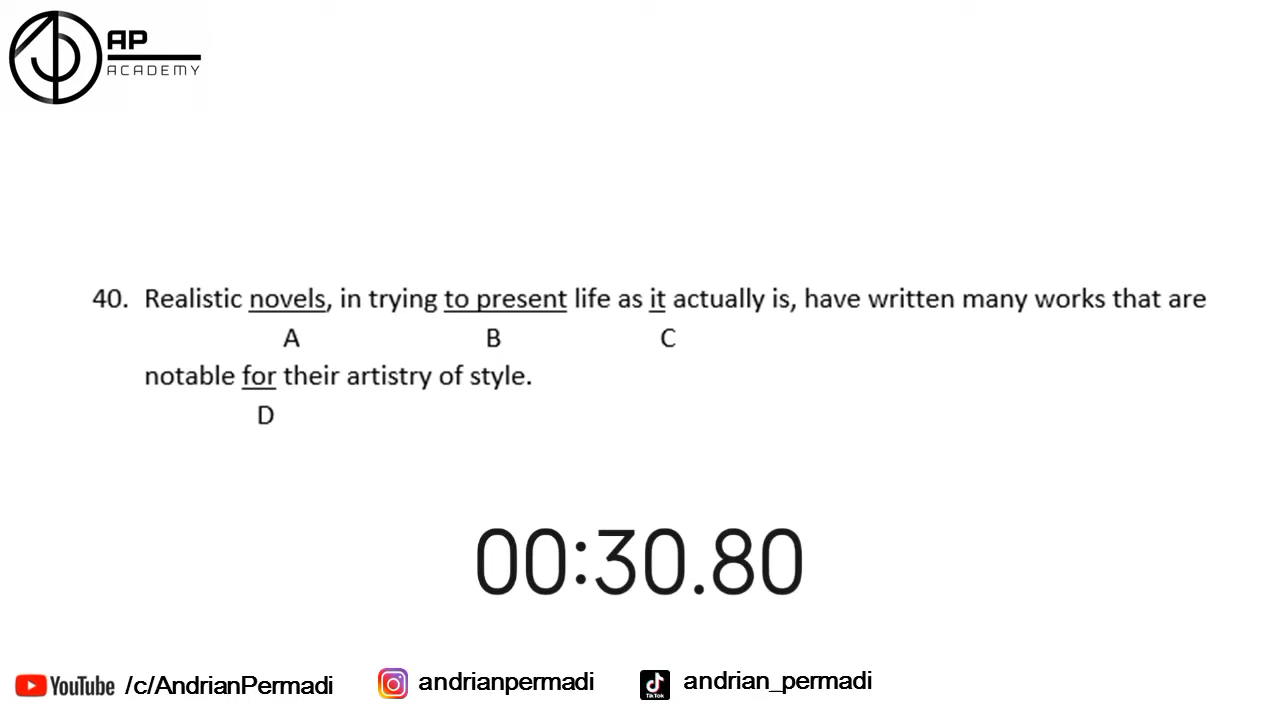 AP
ACADEMY
40. Realistic novels, in trying to present life as it actually is, have written many works that are
A B C
notable for their artistry of style.
D
00:30.80
YouTube /c/AndrianPermadi andrianpermadi TikTok andrian_permadi